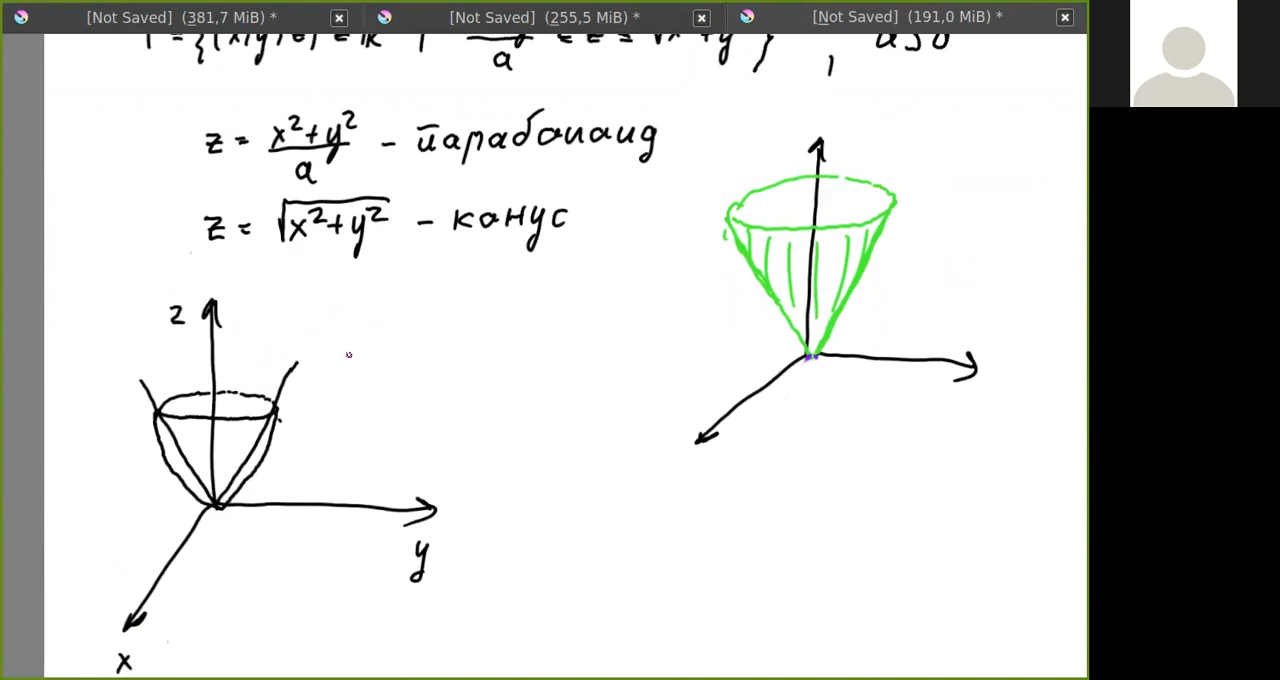 [Not Saved] (381,7 MiB) * [Not Saved] (255,5 MiB) * [Not Saved] (191,0 MiB) *
a
z = x²+y²/a - параболоид
z = √x²+y² - конус
z
y
x